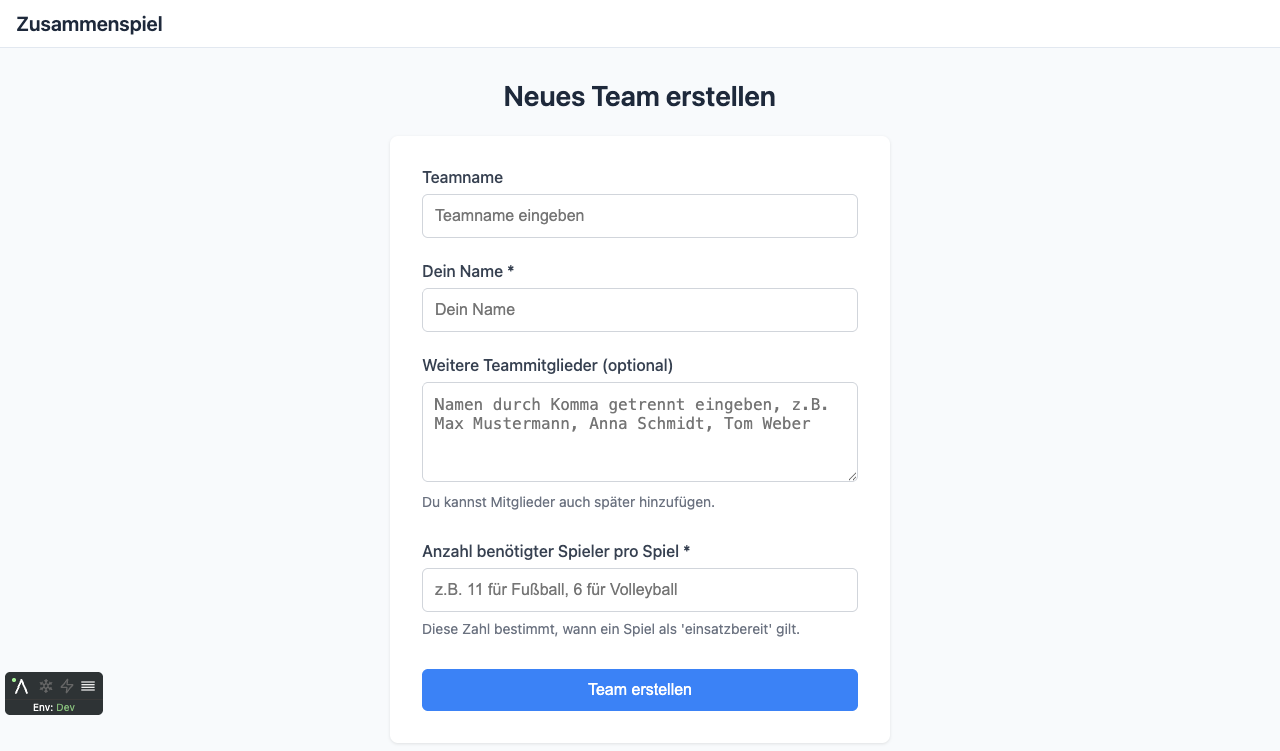 Zusammenspiel
Neues Team erstellen
Teamname
Teamname eingeben
Dein Name *
Dein Name
Weitere Teammitglieder (optional)
Namen durch Komma getrennt eingeben, z.B.
Max Mustermann, Anna Schmidt, Tom Weber
Du kannst Mitglieder auch später hinzufügen.
Anzahl benötigter Spieler pro Spiel *
z.B. 11 für Fußball, 6 für Volleyball
Diese Zahl bestimmt, wann ein Spiel als 'einsatzbereit' gilt.
Team erstellen
Env: Dev